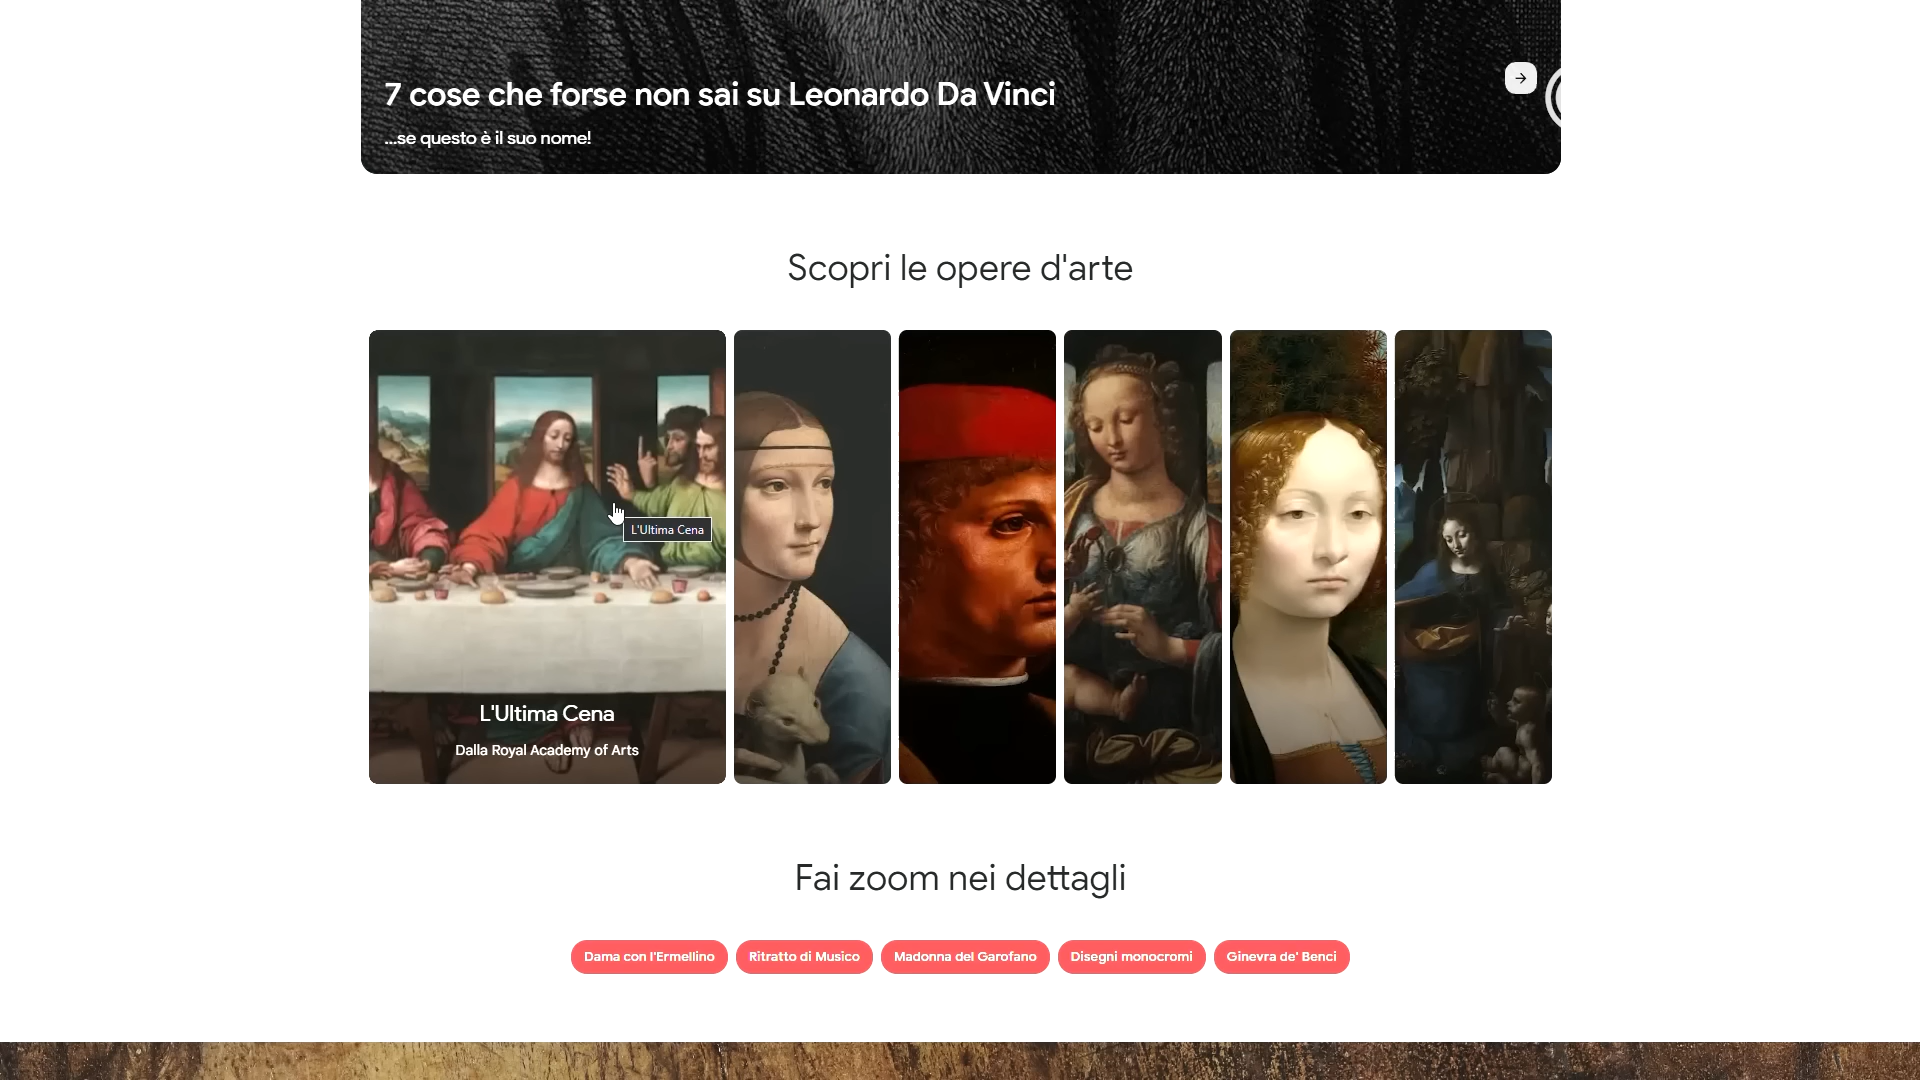 7 cose che forse non sai su Leonardo Da Vinci
...se questo è il suo nome!
Scopri le opere d'arte
L'Ultima Cena
L'Ultima Cena
Dalla Royal Academy of Arts
Fai zoom nei dettagli
Dama con l'Ermellino
Ritratto di Musico
Madonna del Garofano
Disegni monocromi
Ginevra de' Benci